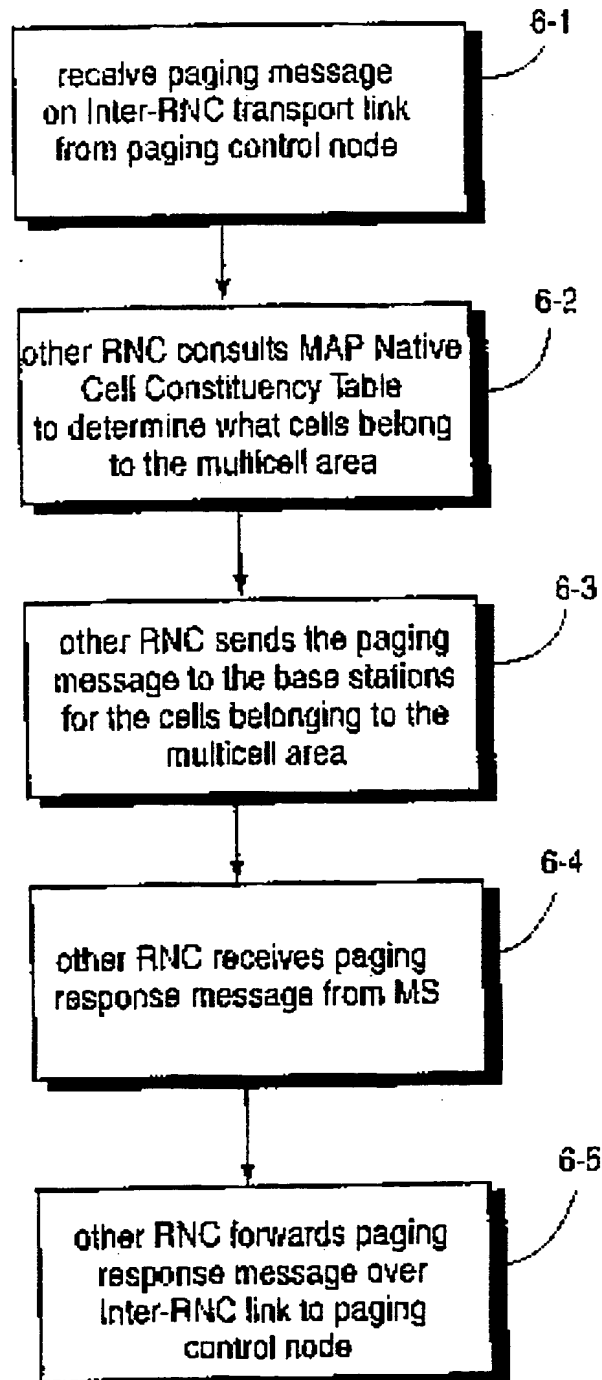 6-1
receive paging message
on Inter-RNC transport link
from paging control node
6-2
other RNC consults MAP Native
Cell Constituency Table
to determine what cells belong
to the multicell area
6-3
other RNC sends the paging
message to the base stations
for the cells belonging to the
multicell area
6-4
other RNC receives paging
response message from MS
6-5
other RNC forwards paging
response message over
Inter-RNC link to paging
control node